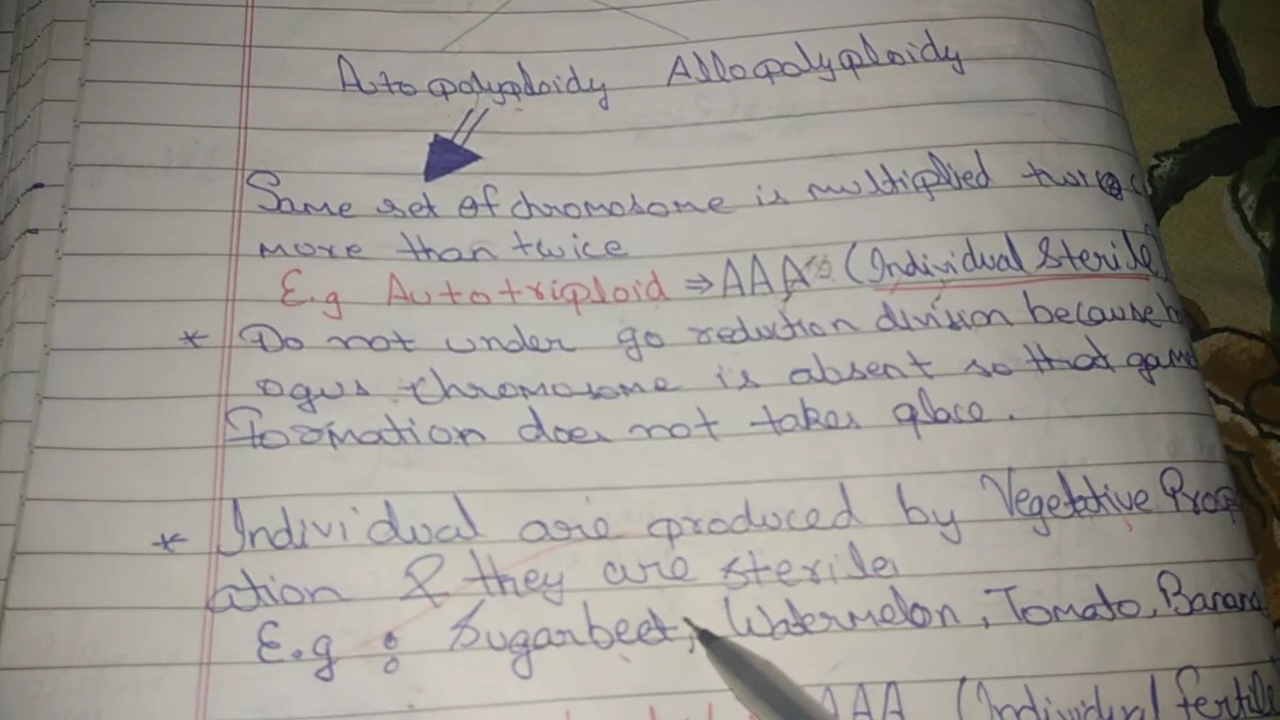 Autopolyploidy Allopolyploidy
Same set of chromosome is multiplied twice
more than twice
E.g Autotriploid ⇒ AAA (Individual Sterile)
* Do not under go reduction division because
ogus chromosome is absent so that gam
formation does not takes place.
* Individual are produced by Vegetative Prop
ation & they are sterile
E.g : Sugarbeet, Watermelon, Tomato, Banana
AAA (Individual fertile